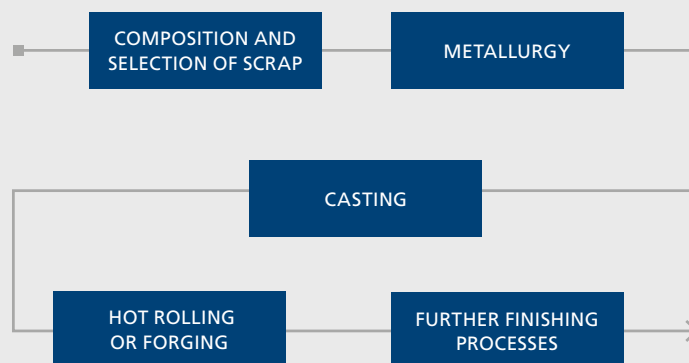 COMPOSITION AND
SELECTION OF SCRAP
METALLURGY
CASTING
HOT ROLLING
OR FORGING
FURTHER FINISHING
PROCESSES